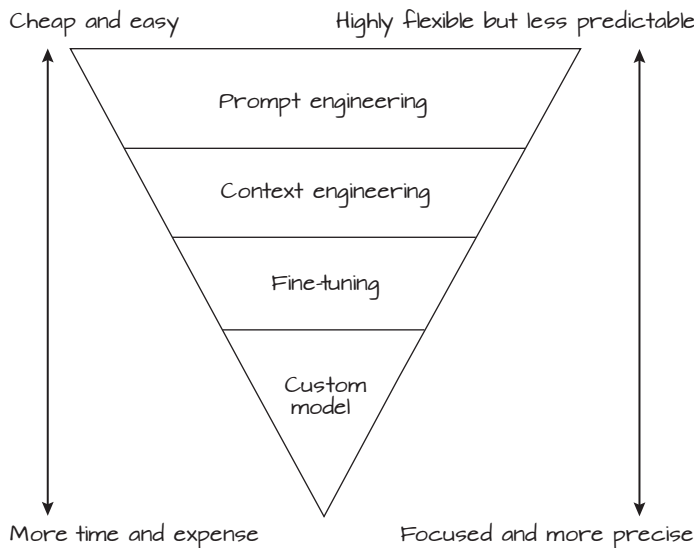 Cheap and easy
Highly flexible but less predictable
Prompt engineering
Context engineering
Fine-tuning
Custom
model
More time and expense
Focused and more precise